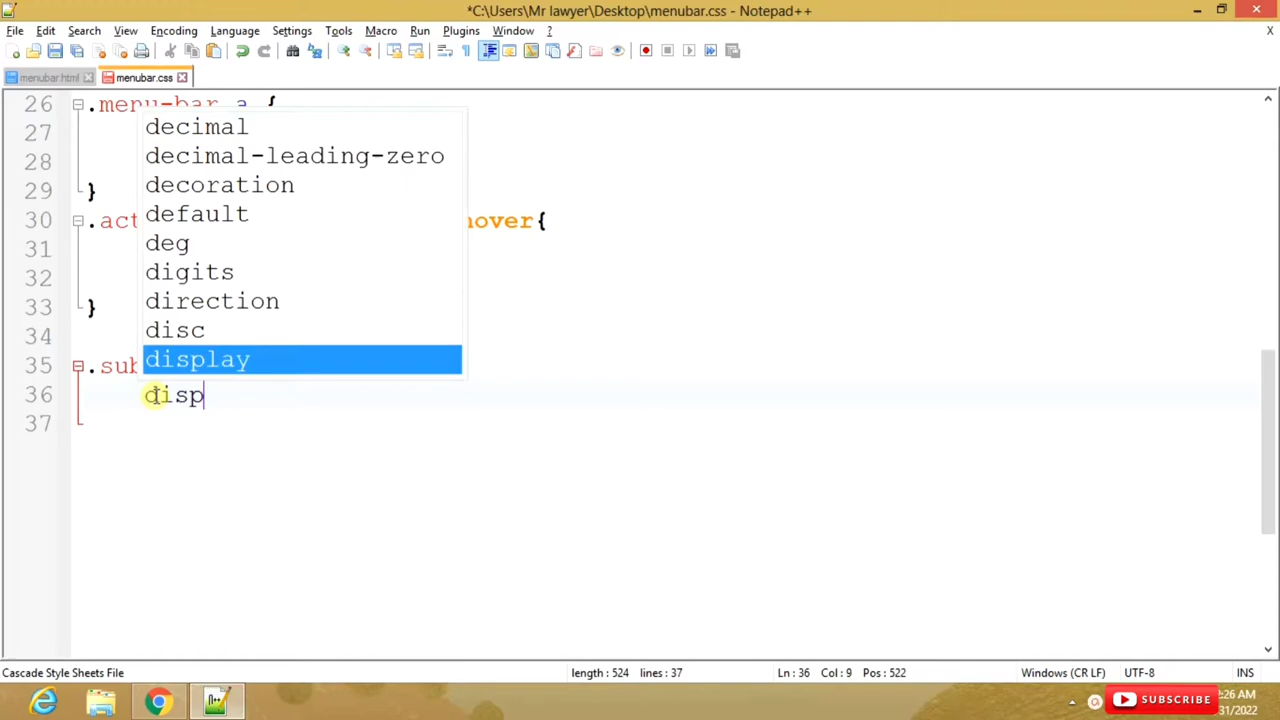 *C:\Users\Mr lawyer\Desktop\menubar.css - Notepad++
File Edit Search View Encoding Language Settings Tools Macro Run Plugins Window ? X
menubar.html menubar.css
26 .menu-bar a {
decimal
27
28 decimal-leading-zero
29 } decoration
30 .act default hover{
31 deg
32 digits
33 } direction
34 disc
35 .sub display
36 disp
37
Cascade Style Sheets File length : 524 lines : 37 Ln : 36 Col : 9 Pos : 522 Windows (CR LF) UTF-8 INS
SUBSCRIBE :26 AM
/31/2022